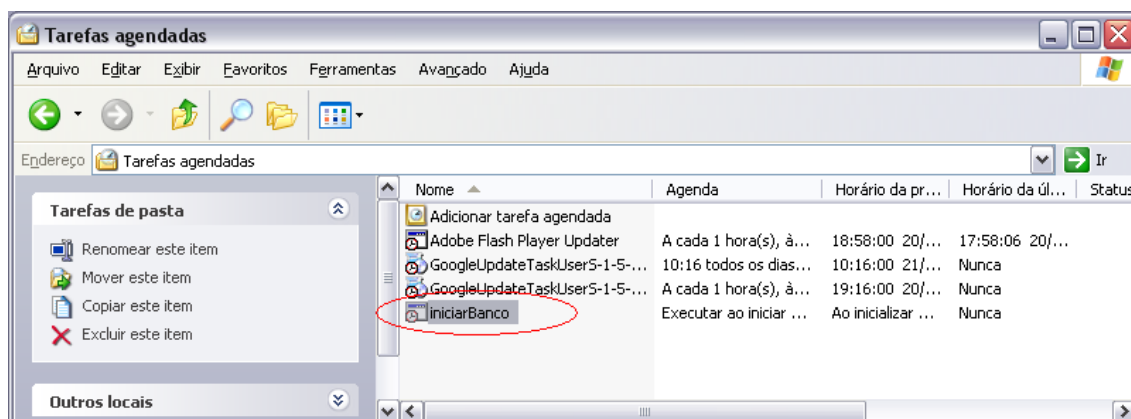 Tarefas agendadas
Arquivo Editar Exibir Favoritos Ferramentas Avançado Ajuda
Endereço Tarefas agendadas Ir
Tarefas de pasta
Renomear este item
Mover este item
Copiar este item
Excluir este item
Outros locais
Nome Agenda Horário da pr... Horário da úl... Status
Adicionar tarefa agendada
Adobe Flash Player Updater A cada 1 hora(s), à... 18:58:00 20/... 17:58:06 20/...
GoogleUpdateTaskUserS-1-5-... 10:16 todos os dias... 10:16:00 21/... Nunca
GoogleUpdateTaskUserS-1-5-... A cada 1 hora(s), à... 19:16:00 20/... Nunca
iniciarBanco Executar ao iniciar ... Ao inicializar ... Nunca